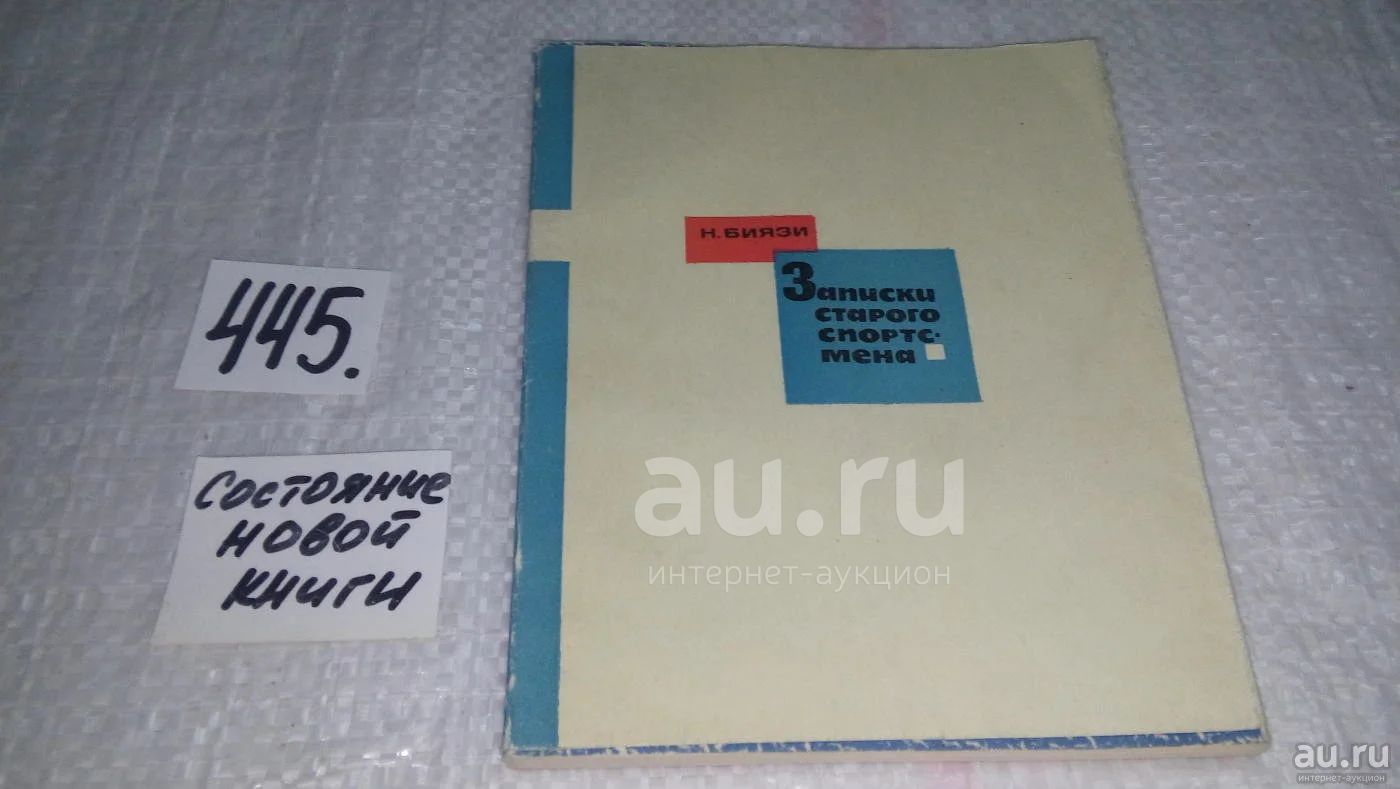 445.
Состояние
новой
книги
Н. БИЯЗИ
Записки
старого
спортс-
мена
au.ru
интернет-аукцион
au.ru
интернет-аукцион